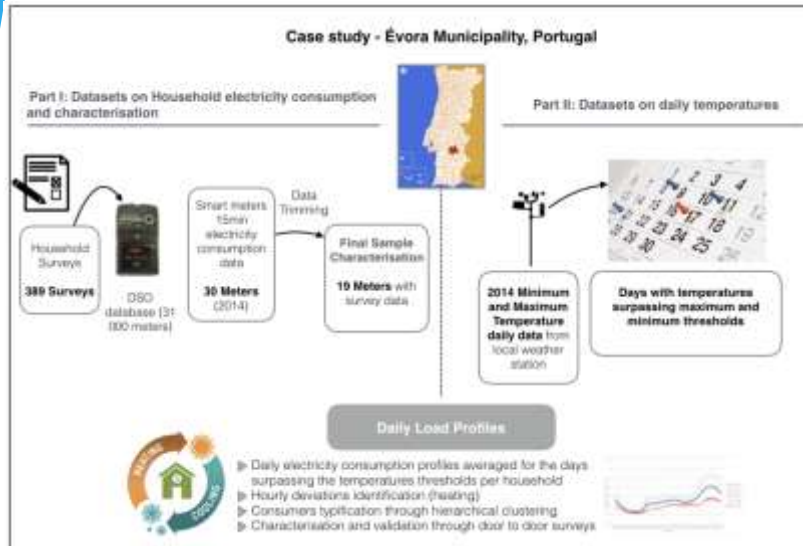 Case study - Évora Municipality, Portugal
Part I: Datasets on Household electricity consumption
and characterisation
Part II: Datasets on daily temperatures
Household
Surveys
389 Surveys
DSO
database (31
000 meters)
Smart meters
15min
electricity
consumption
data
30 Meters
(2014)
Data
Trimming
Final Sample
Characterisation
19 Meters with
survey data
2014 Minimum
and Maximum
Temperature
daily data from
local weather
station
Days with temperatures
surpassing maximum and
minimum thresholds
Daily Load Profiles
HEATING
COOLING
Daily electricity consumption profiles averaged for the days
surpassing the temperatures thresholds per household
Hourly deviations identification (heating)
Consumers typification through hierarchical clustering
Characterisation and validation through door to door surveys